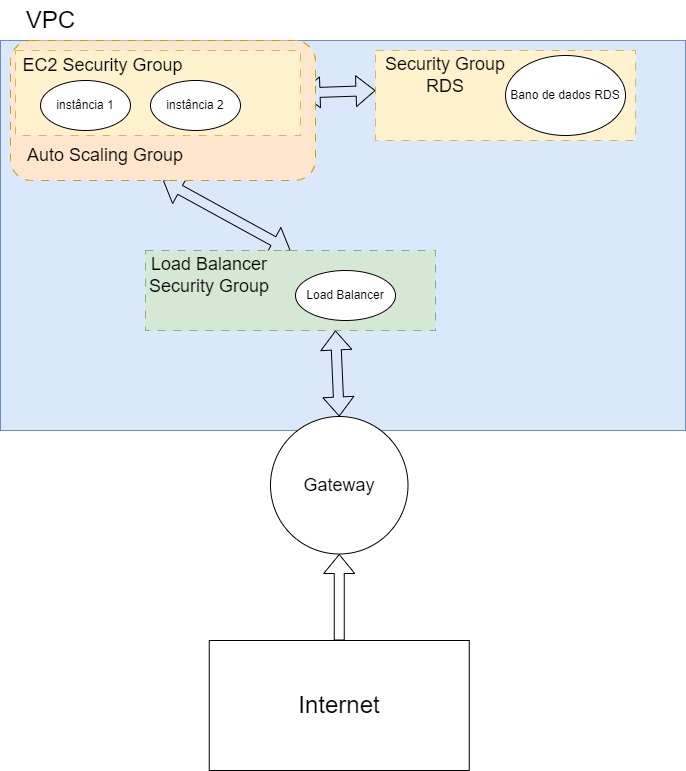 VPC
EC2 Security Group
instância 1
instância 2
Auto Scaling Group
Security Group
RDS
Bano de dados RDS
Load Balancer
Security Group
Load Balancer
Gateway
Internet